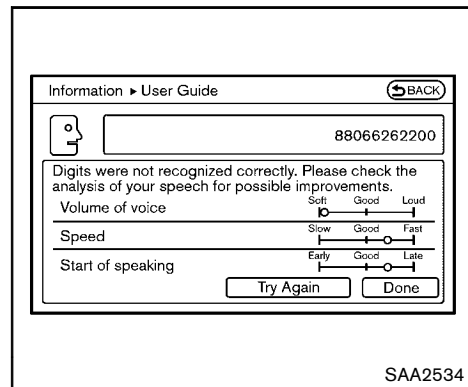 Information ▸ User Guide BACK
88066262200
Digits were not recognized correctly. Please check the
analysis of your speech for possible improvements.
Volume of voice Soft Good Loud
Speed Slow Good Fast
Start of speaking Early Good Late
Try Again Done
SAA2534